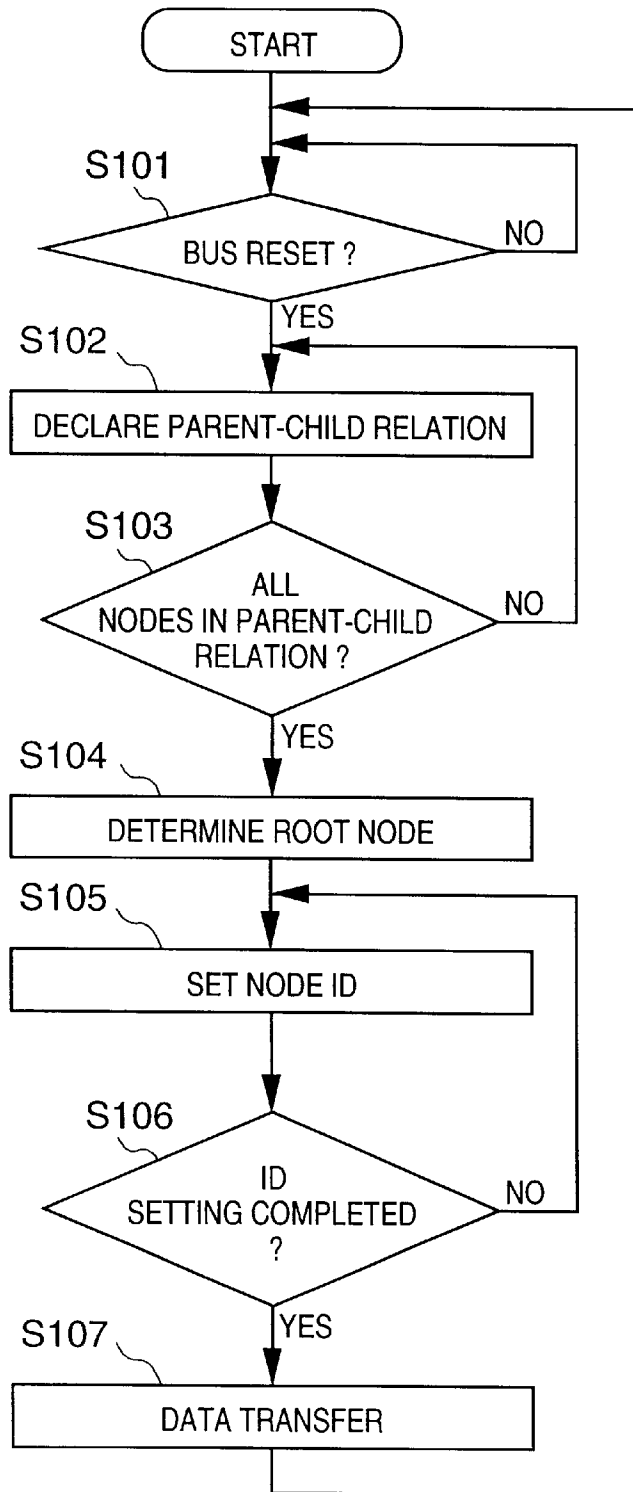 START
S101
BUS RESET ?
NO
YES
S102
DECLARE PARENT-CHILD RELATION
S103
ALL
NODES IN PARENT-CHILD
RELATION ?
NO
YES
S104
DETERMINE ROOT NODE
S105
SET NODE ID
S106
ID
SETTING COMPLETED
?
NO
YES
S107
DATA TRANSFER